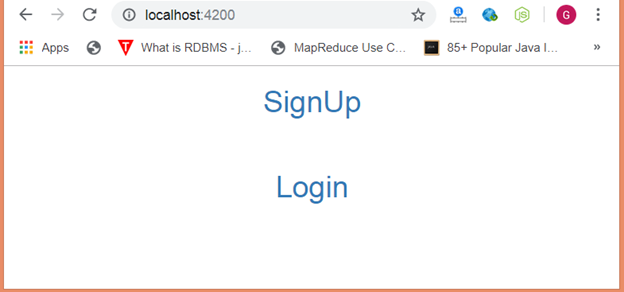 localhost:4200
G
Apps
What is RDBMS - j...
MapReduce Use C...
85+ Popular Java I...
»
SignUp
Login